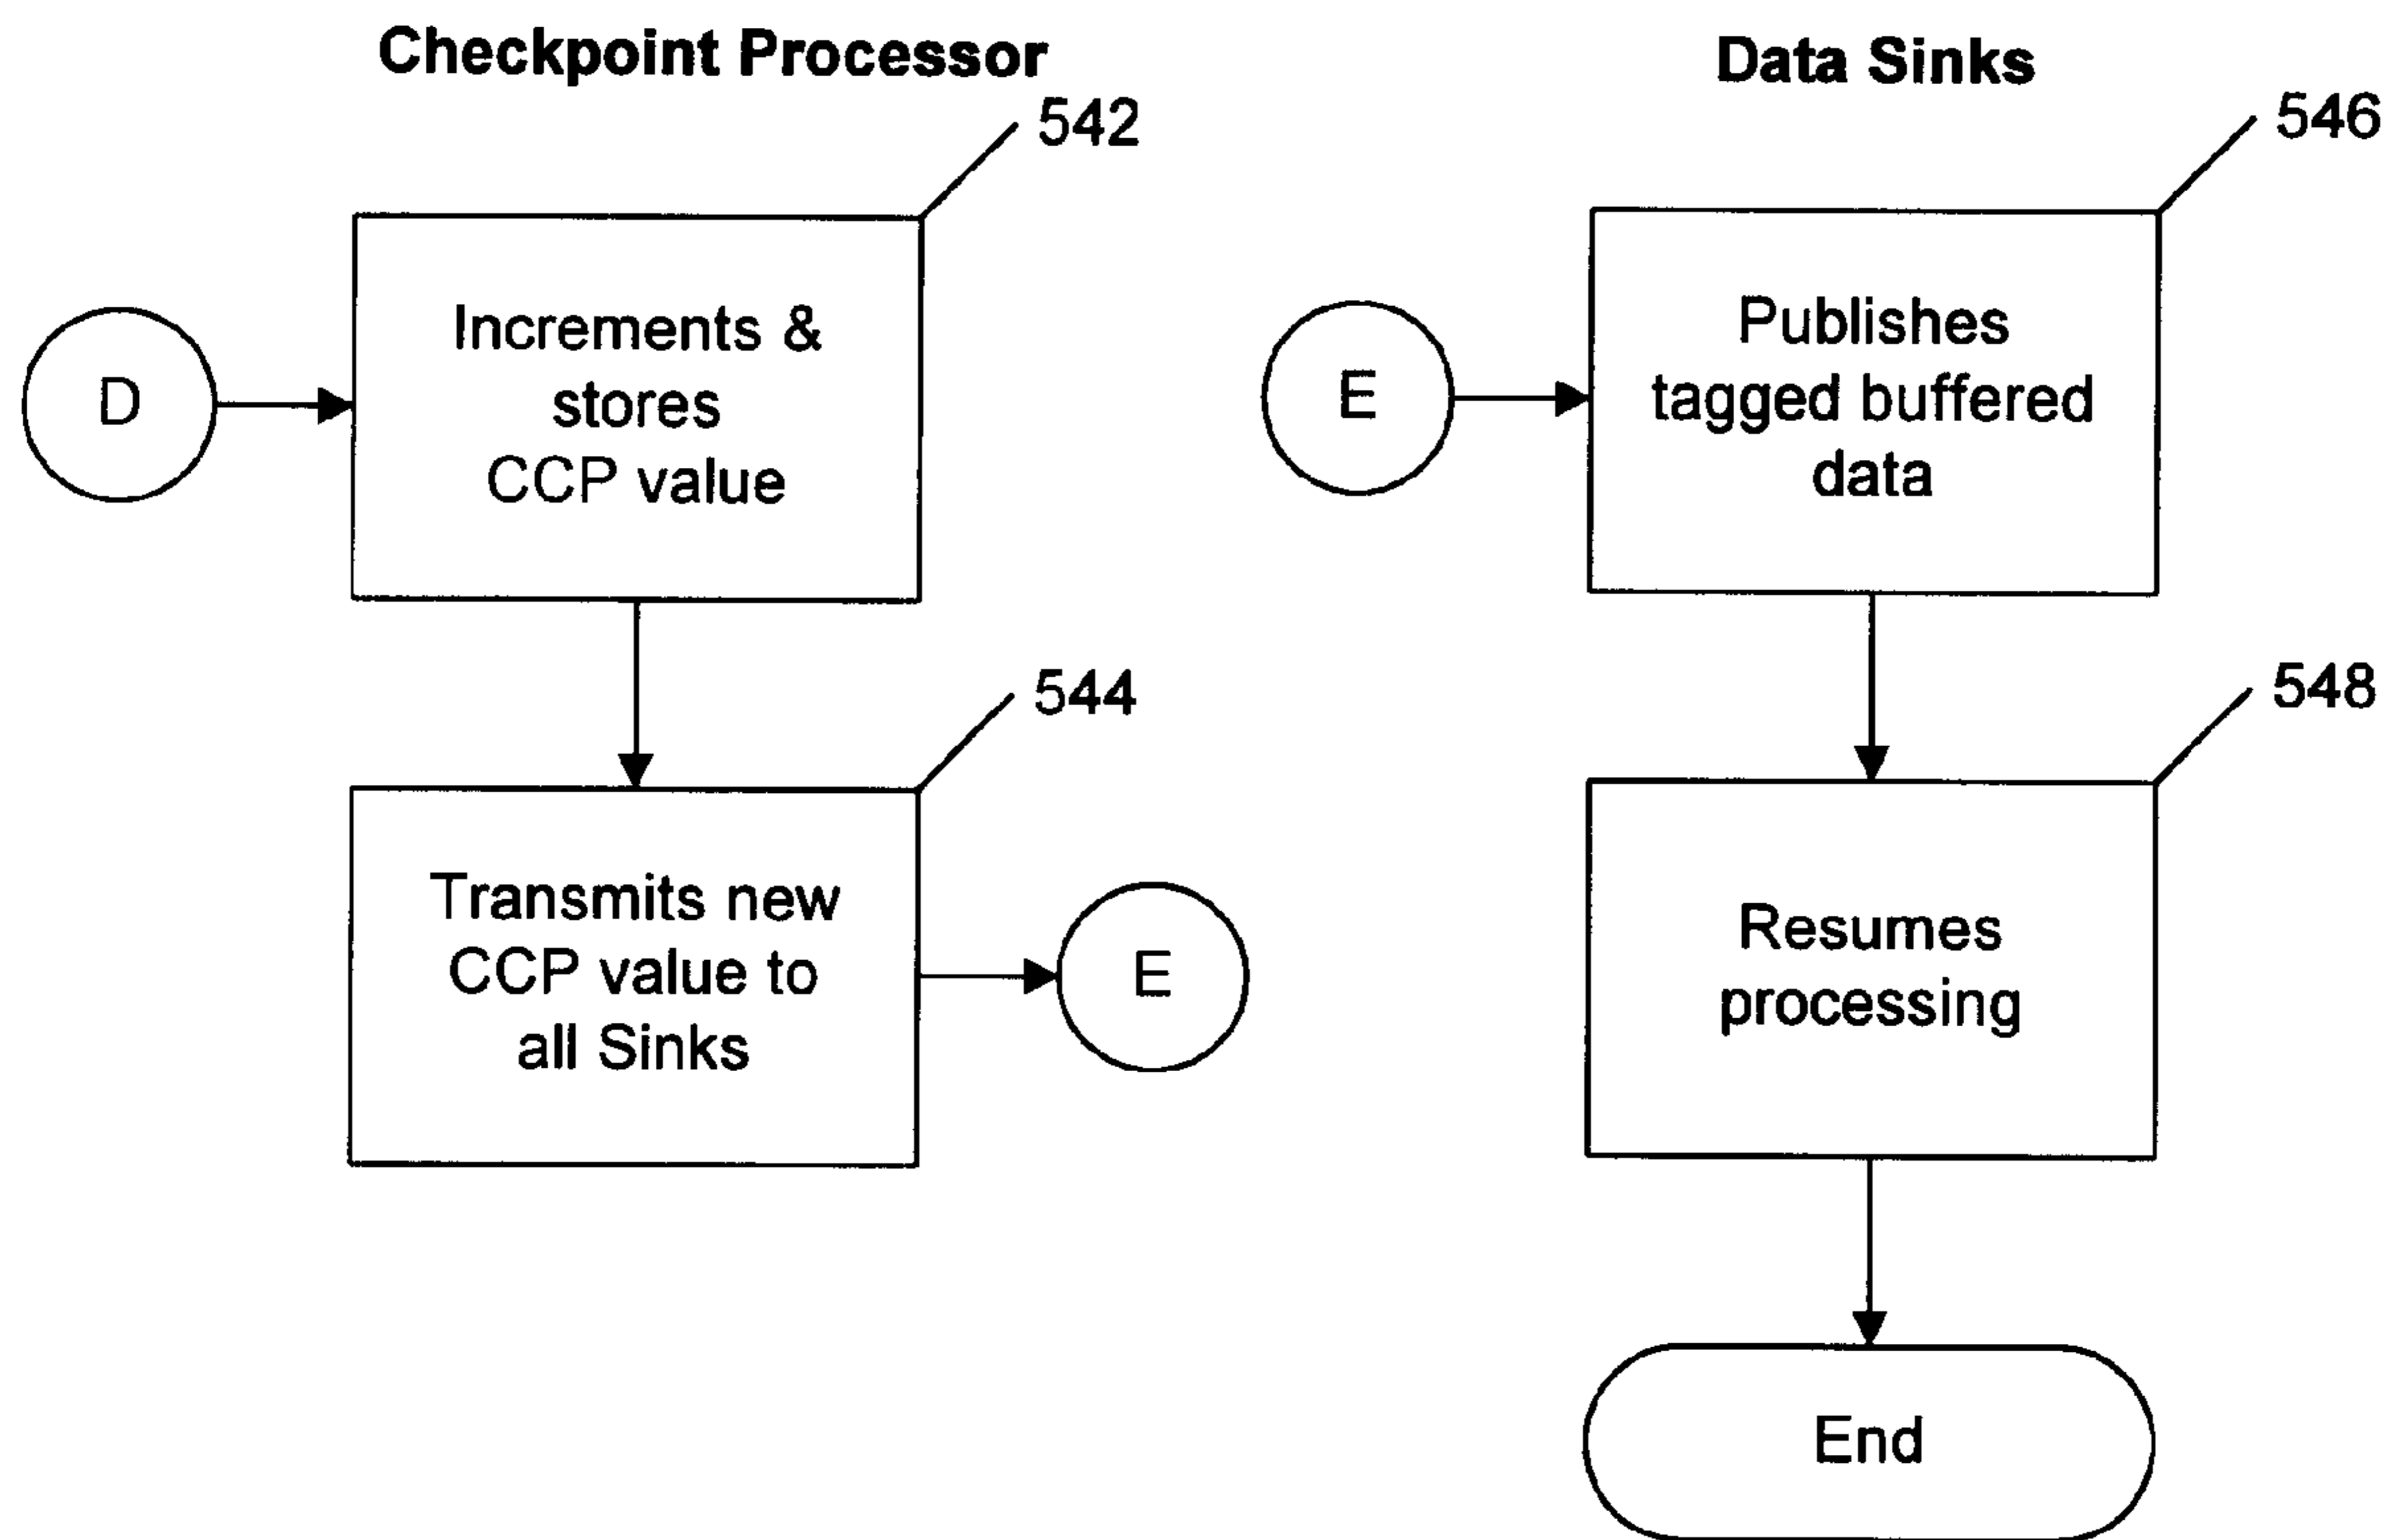 Checkpoint Processor
542
D
Increments &
stores
CCP value
544
Transmits new
CCP value to
all Sinks
E
Data Sinks
546
E
Publishes
tagged buffered
data
548
Resumes
processing
End